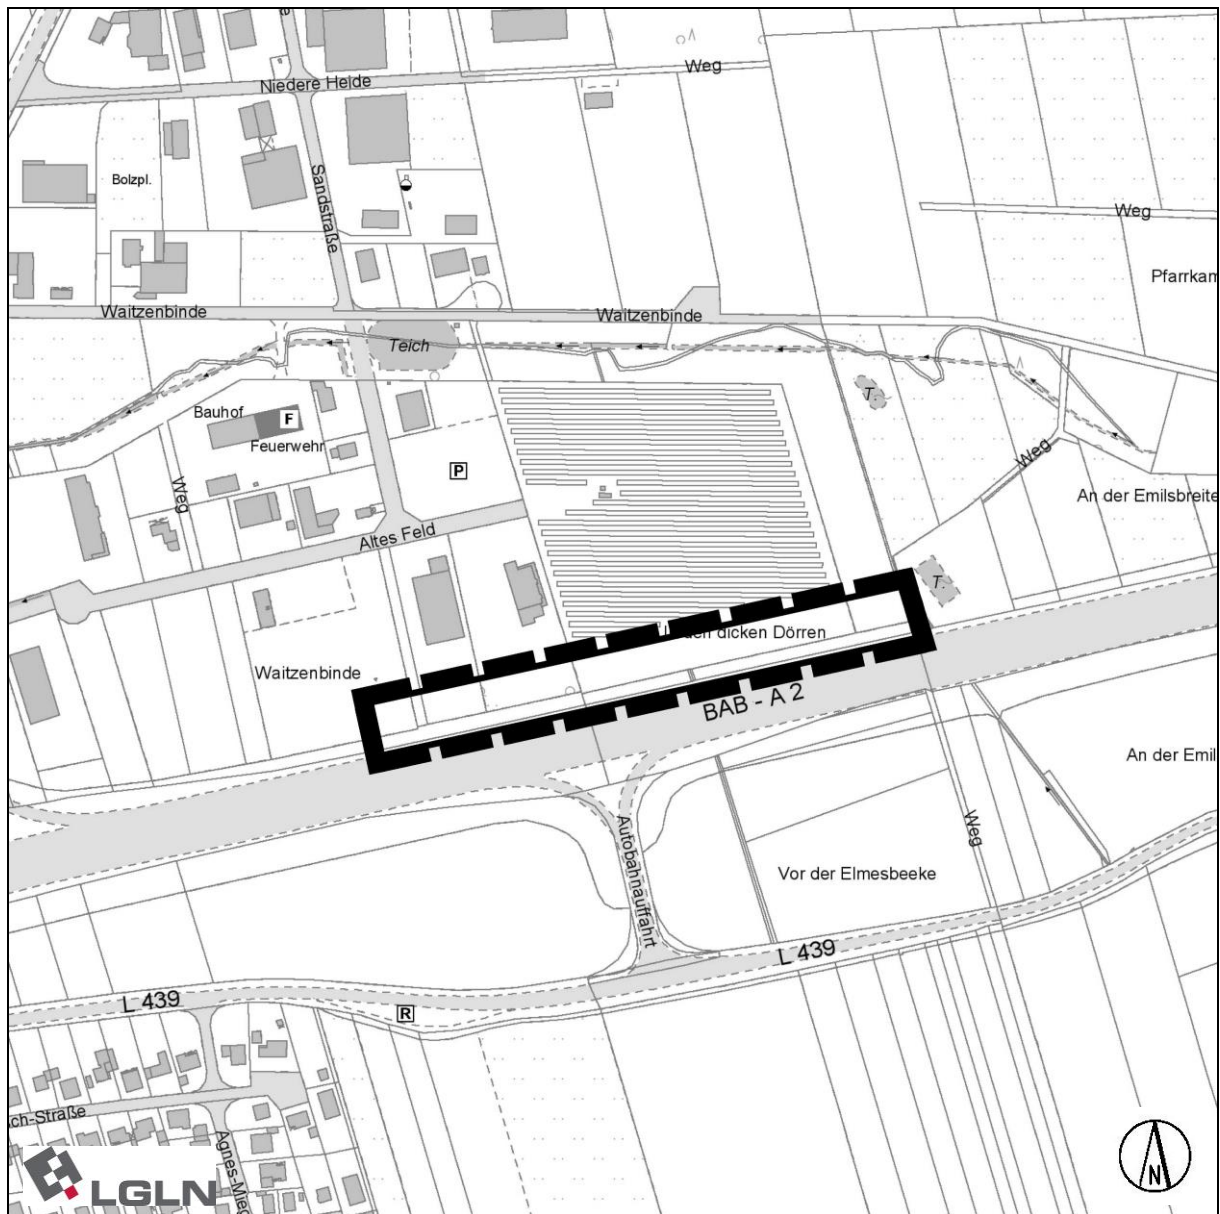 Niedere Heide
Weg
Bolzpl.
Sandstraße
Weg
Pfarrkam
Waitzenbinde
Waitzenbinde
Teich
T.
Bauhof
F
Feuerwehr
Weg
P
Weg
An der Emilsbreite
Altes Feld
T.
dicken Dörren
Waitzenbinde
BAB - A 2
An der Emil
Autobahnauffahrt
Weg
Vor der Elmesbeeke
L 439
L 439
R
ch-Straße
Agnes-Mieg
N
LGLN